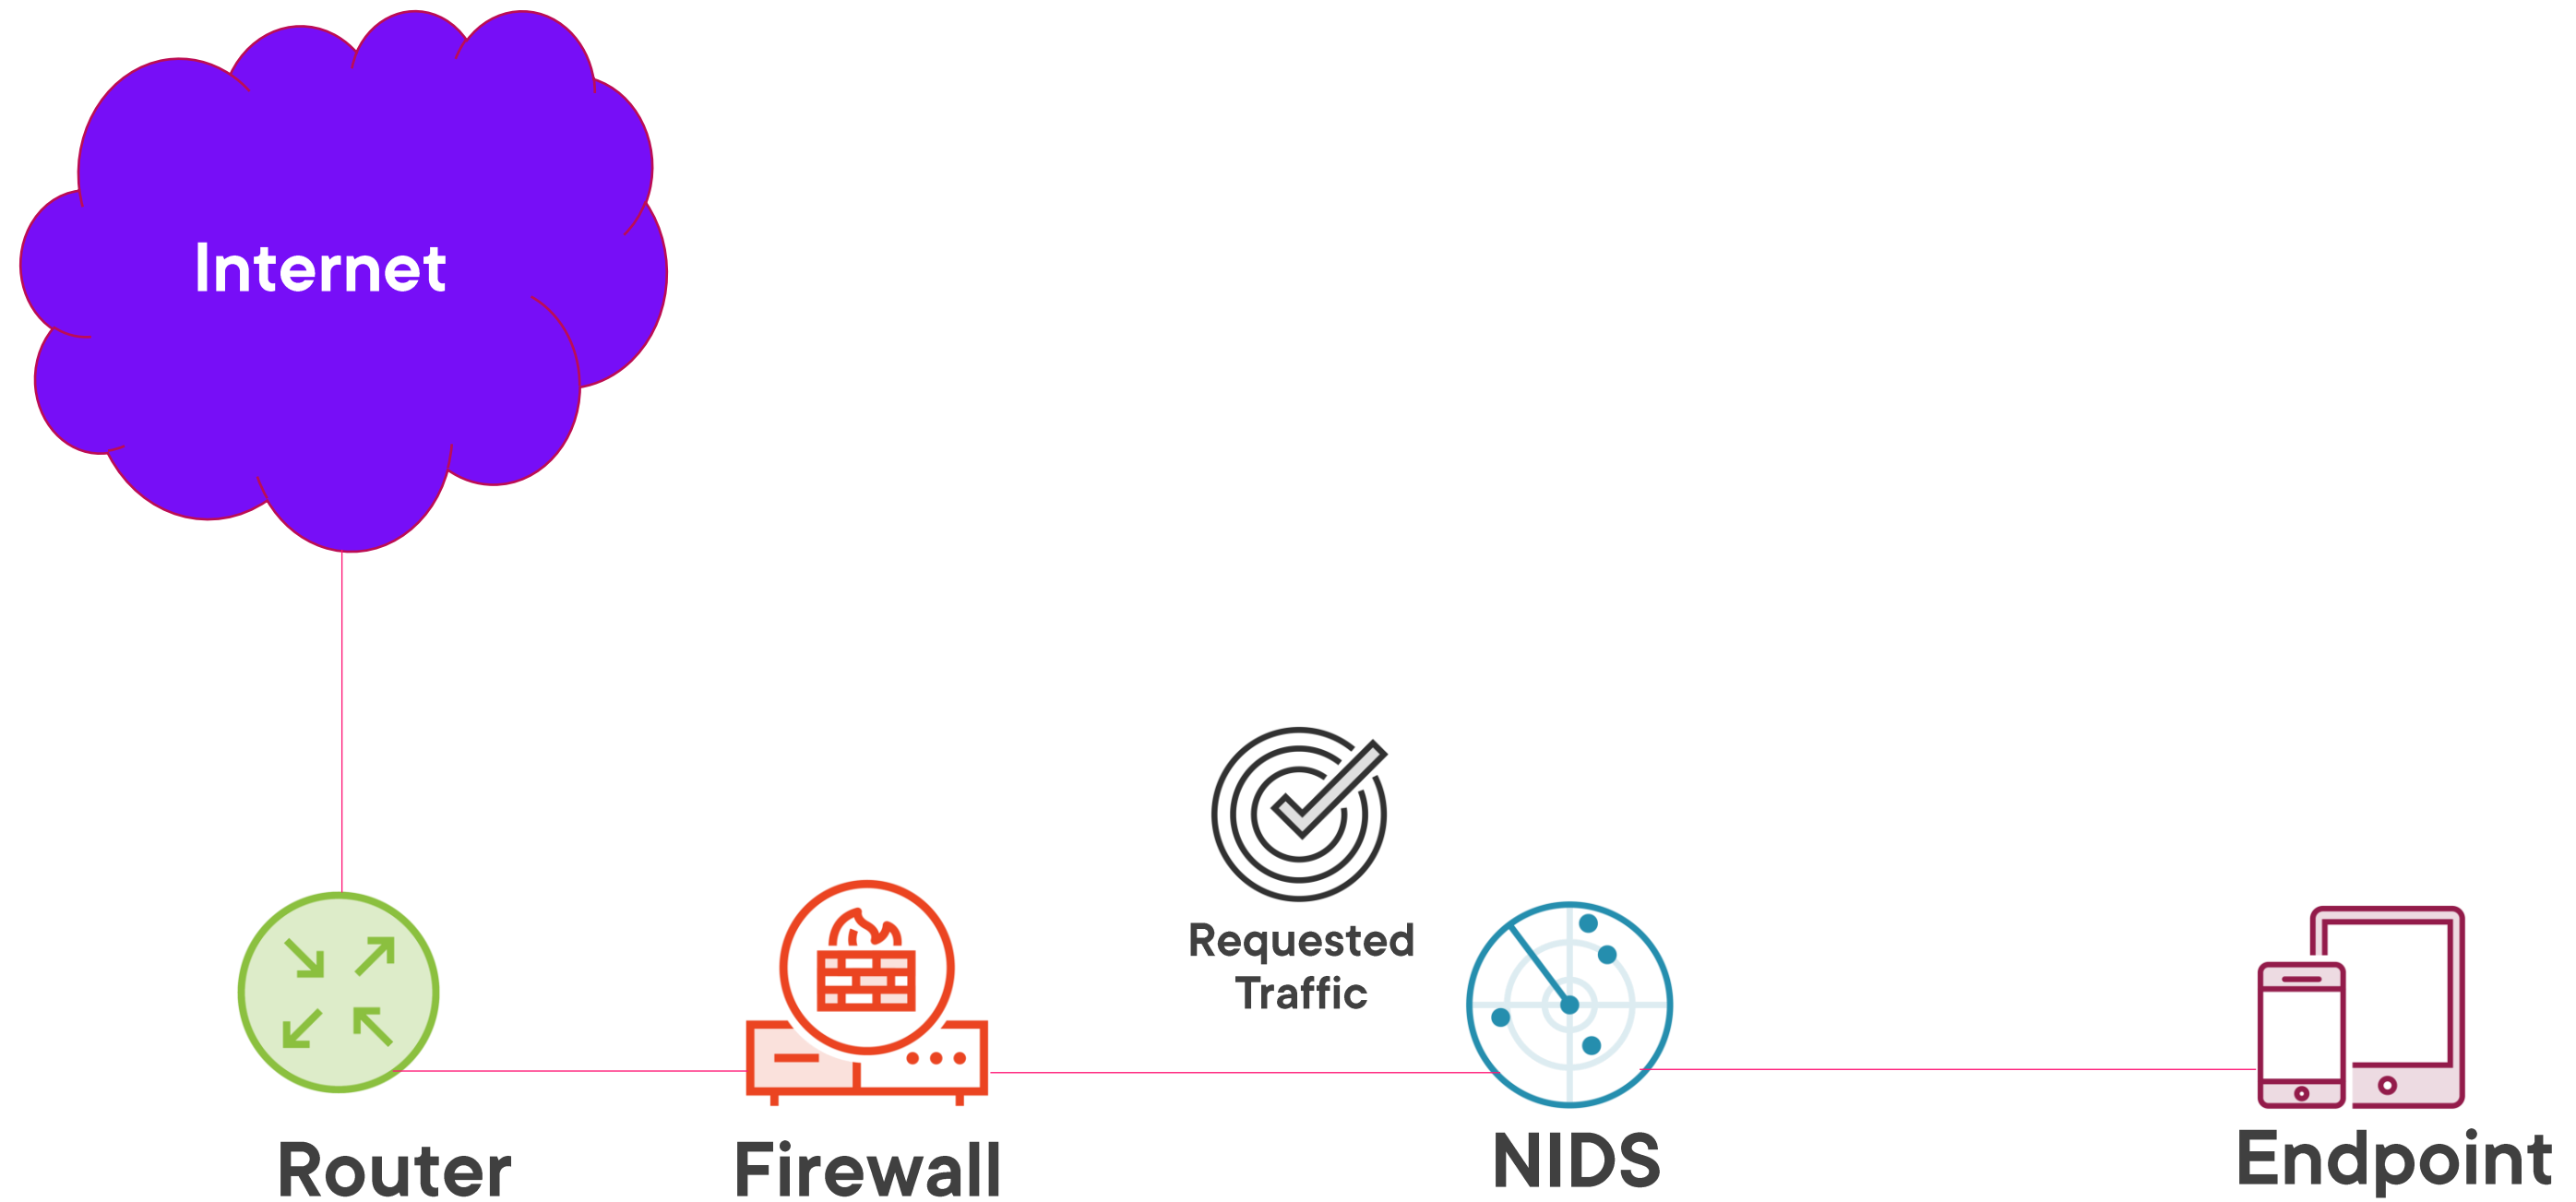 Internet
Requested
Traffic
Router
Firewall
NIDS
Endpoint